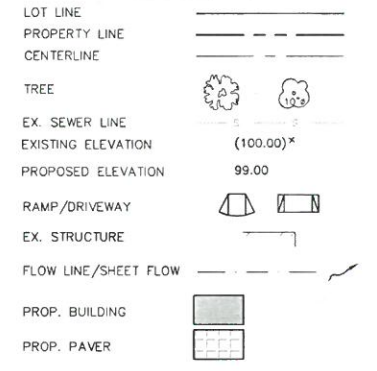 LOT LINE
PROPERTY LINE
CENTERLINE
TREE 10"
EX. SEWER LINE S S
EXISTING ELEVATION (100.00)×
PROPOSED ELEVATION 99.00
RAMP/DRIVEWAY
EX. STRUCTURE
FLOW LINE/SHEET FLOW
PROP. BUILDING
PROP. PAVER